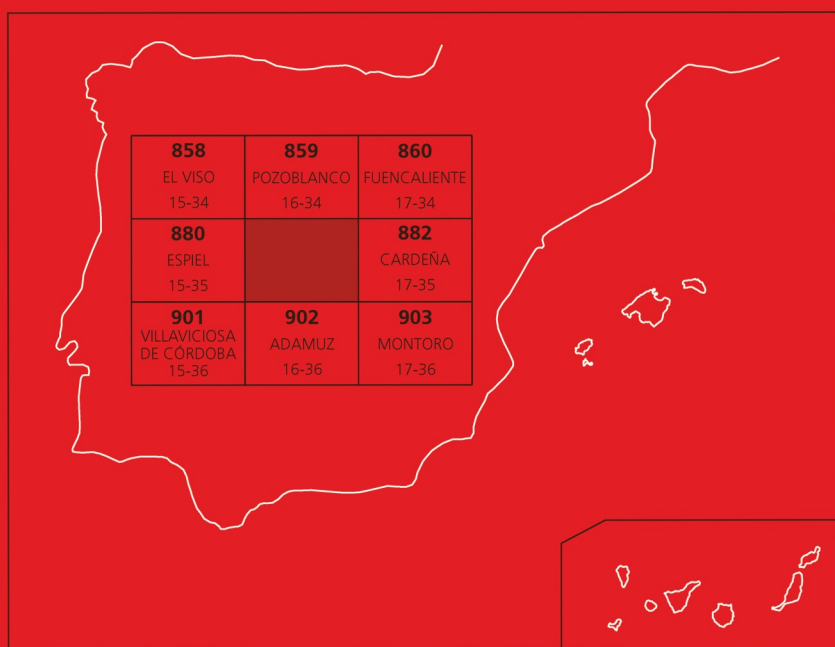 858
EL VISO
15-34
859
POZOBLANCO
16-34
860
FUENCALIENTE
17-34
880
ESPIEL
15-35
882
CARDEÑA
17-35
901
VILLAVICIOSA
DE CÓRDOBA
15-36
902
ADAMUZ
16-36
903
MONTORO
17-36